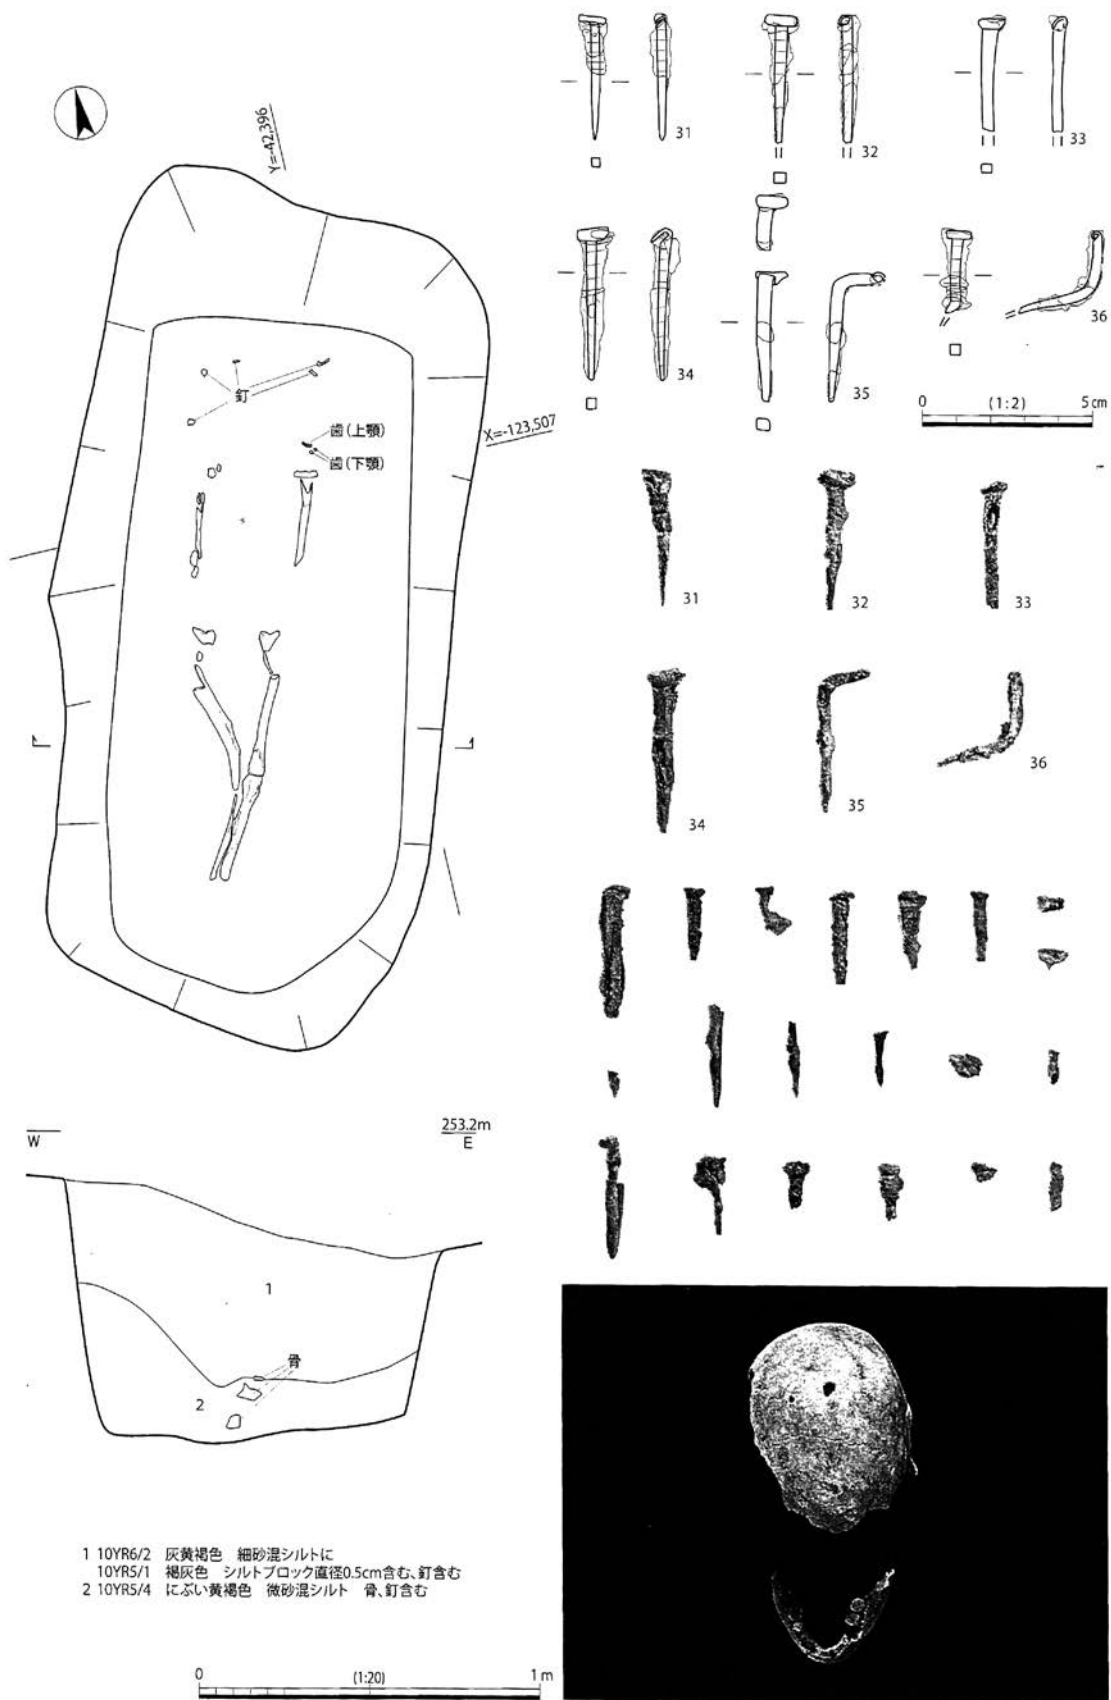 Y=-42,396
釘
歯(上顎)
歯(下顎)
X=-123,507
W
253.2m
E
1
骨
2
1 10YR6/2 灰黄褐色 細砂混シルトに
10YR5/1 褐灰色 シルトブロック直径0.5cm含む、釘含む
2 10YR5/4 にぶい黄褐色 微砂混シルト 骨、釘含む
0 (1:20) 1 m
31
32
33
34
35
36
0 (1:2) 5 cm
31
32
33
34
35
36